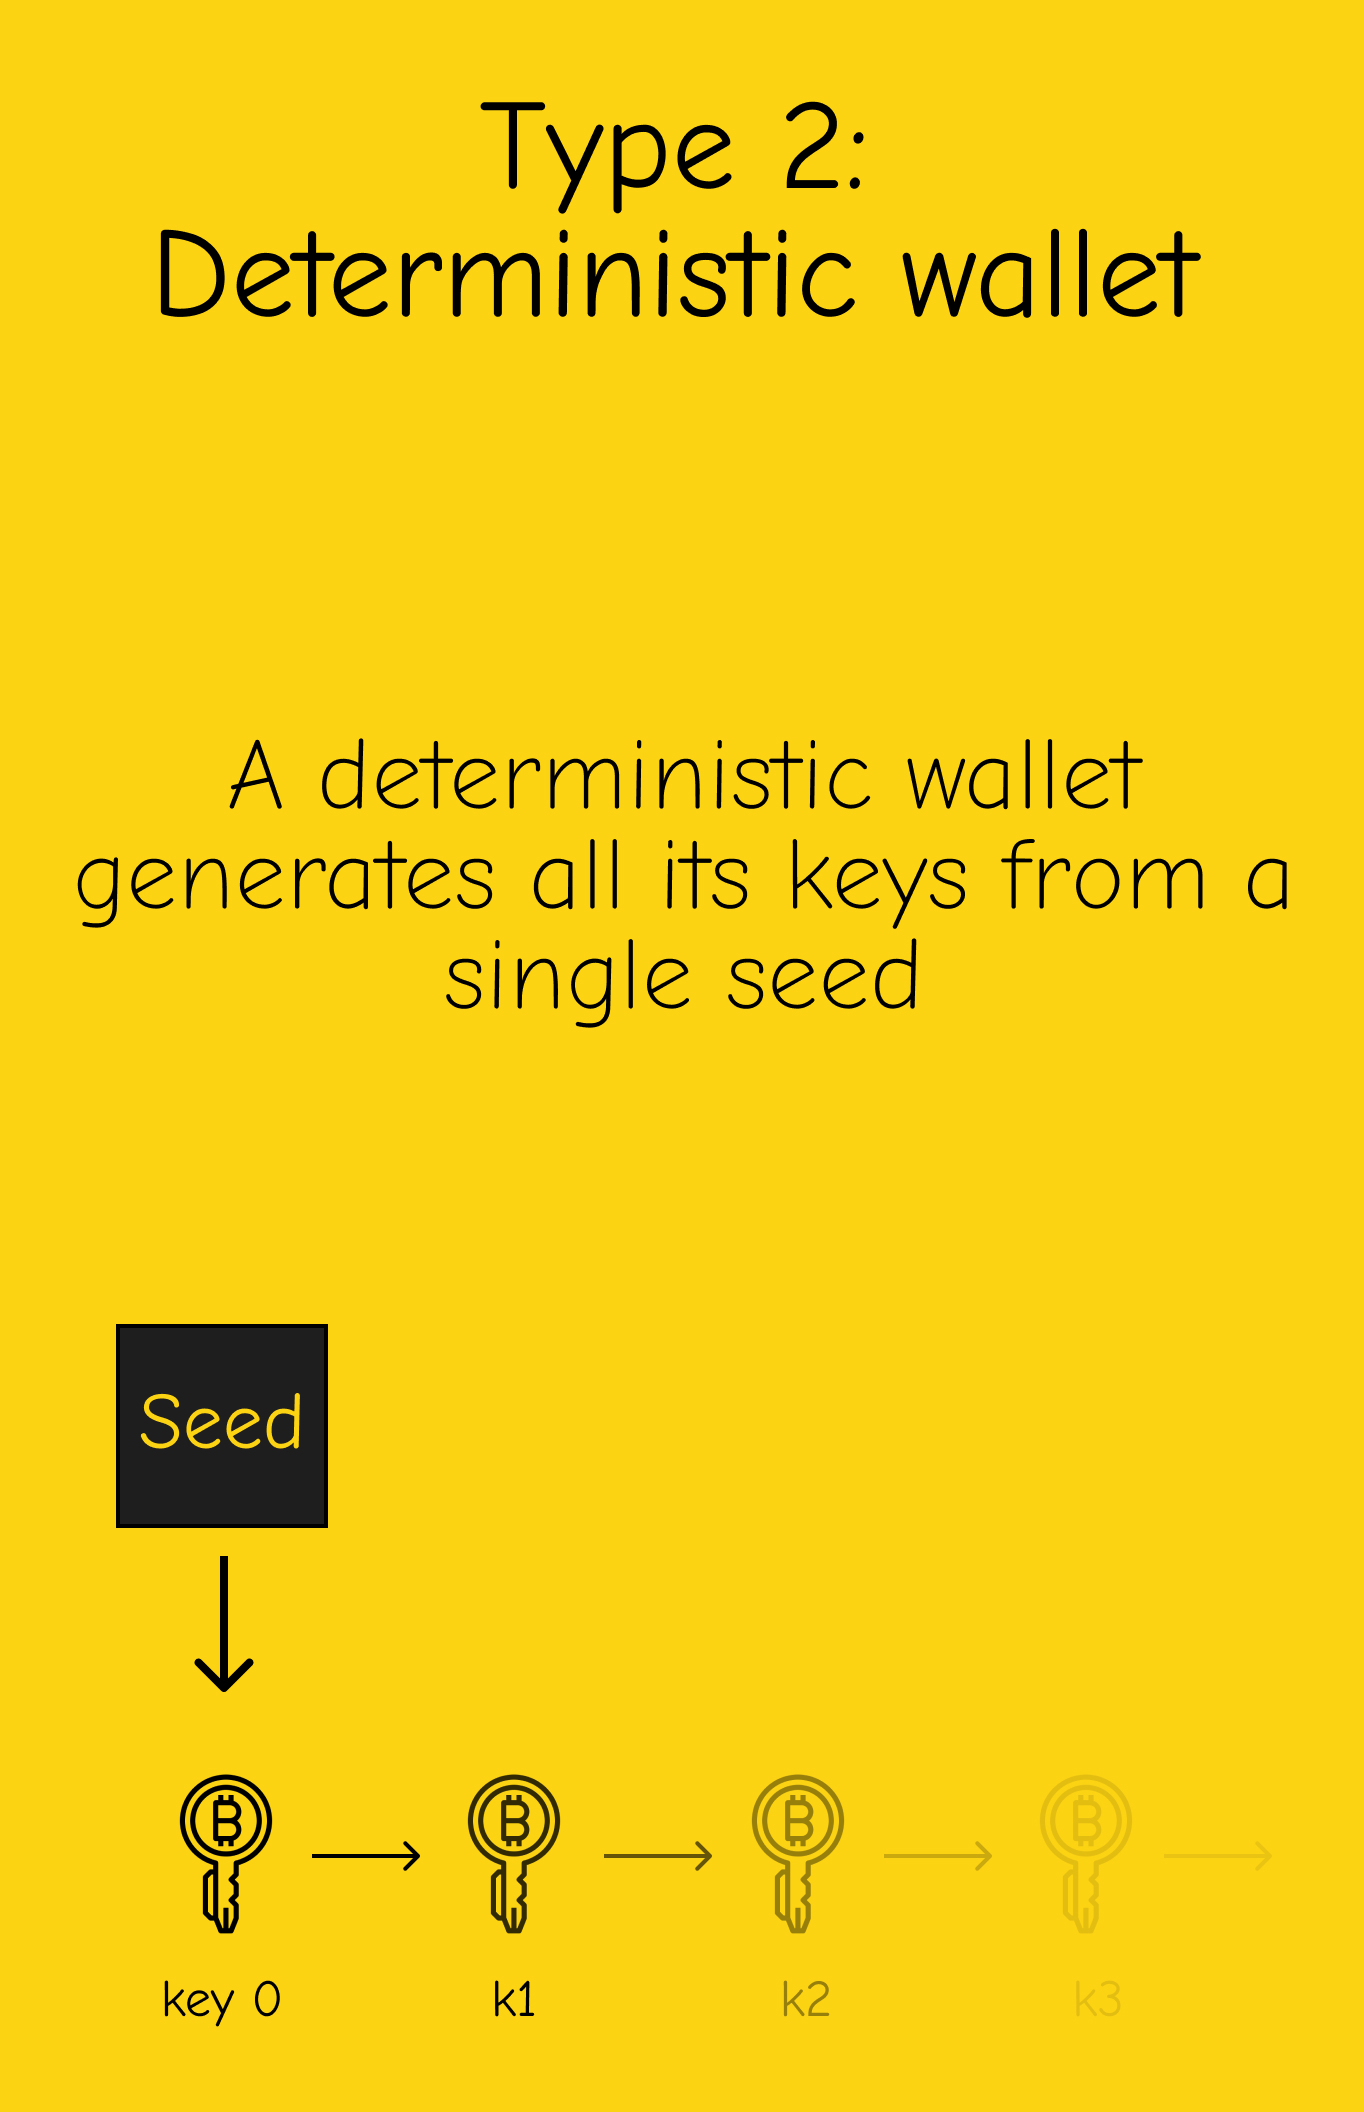 Type 2:
Deterministic wallet
A deterministic wallet
generates all its keys from a
single seed
Seed
key 0 k1 k2 k3